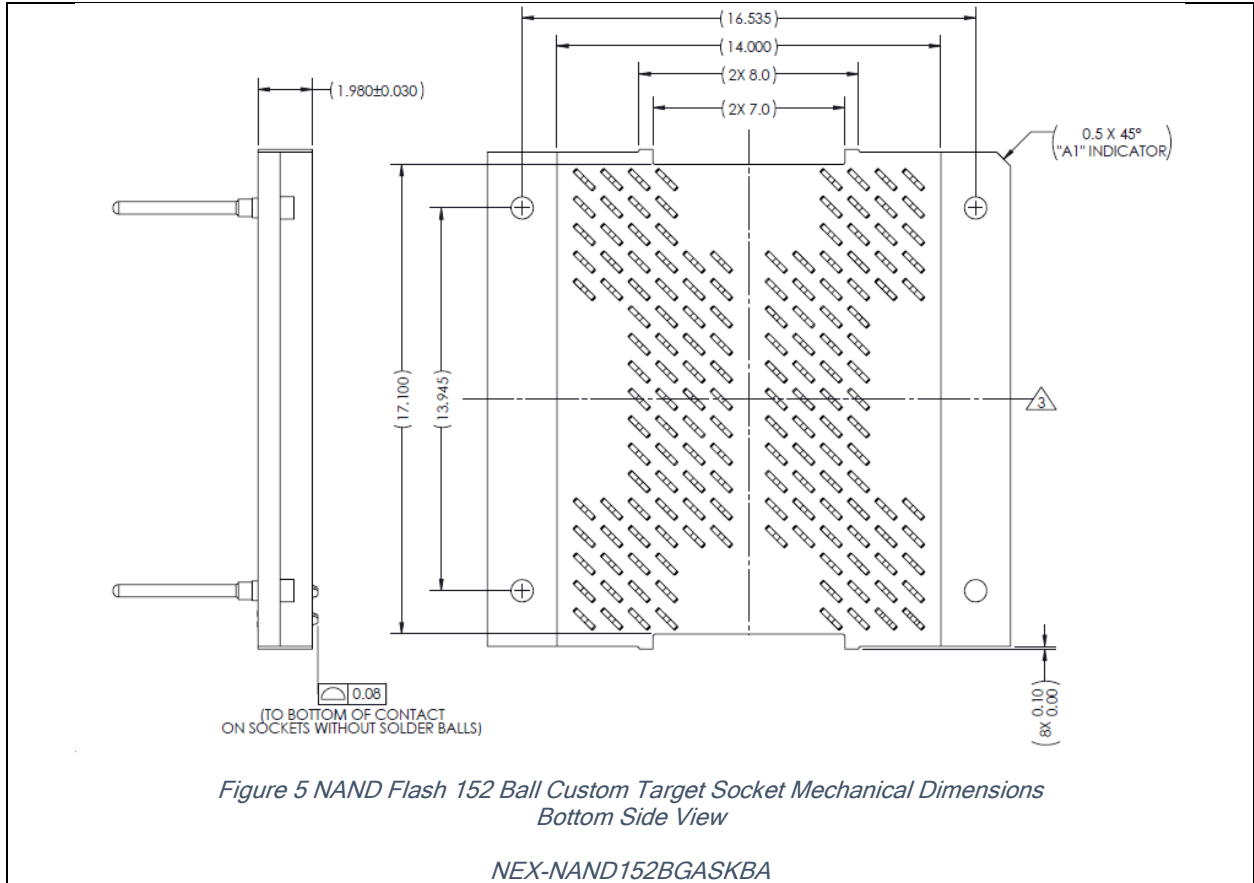 (16.535)
(14.000)
(2X 8.0)
(1.980±0.030)
(2X 7.0)
(0.5 X 45°
"A1" INDICATOR)
(17.100)
(13.945)
3
0.08
(TO BOTTOM OF CONTACT
ON SOCKETS WITHOUT SOLDER BALLS)
(8X 0.10
0.00)
Figure 5 NAND Flash 152 Ball Custom Target Socket Mechanical Dimensions
Bottom Side View
NEX-NAND152BGASKBA